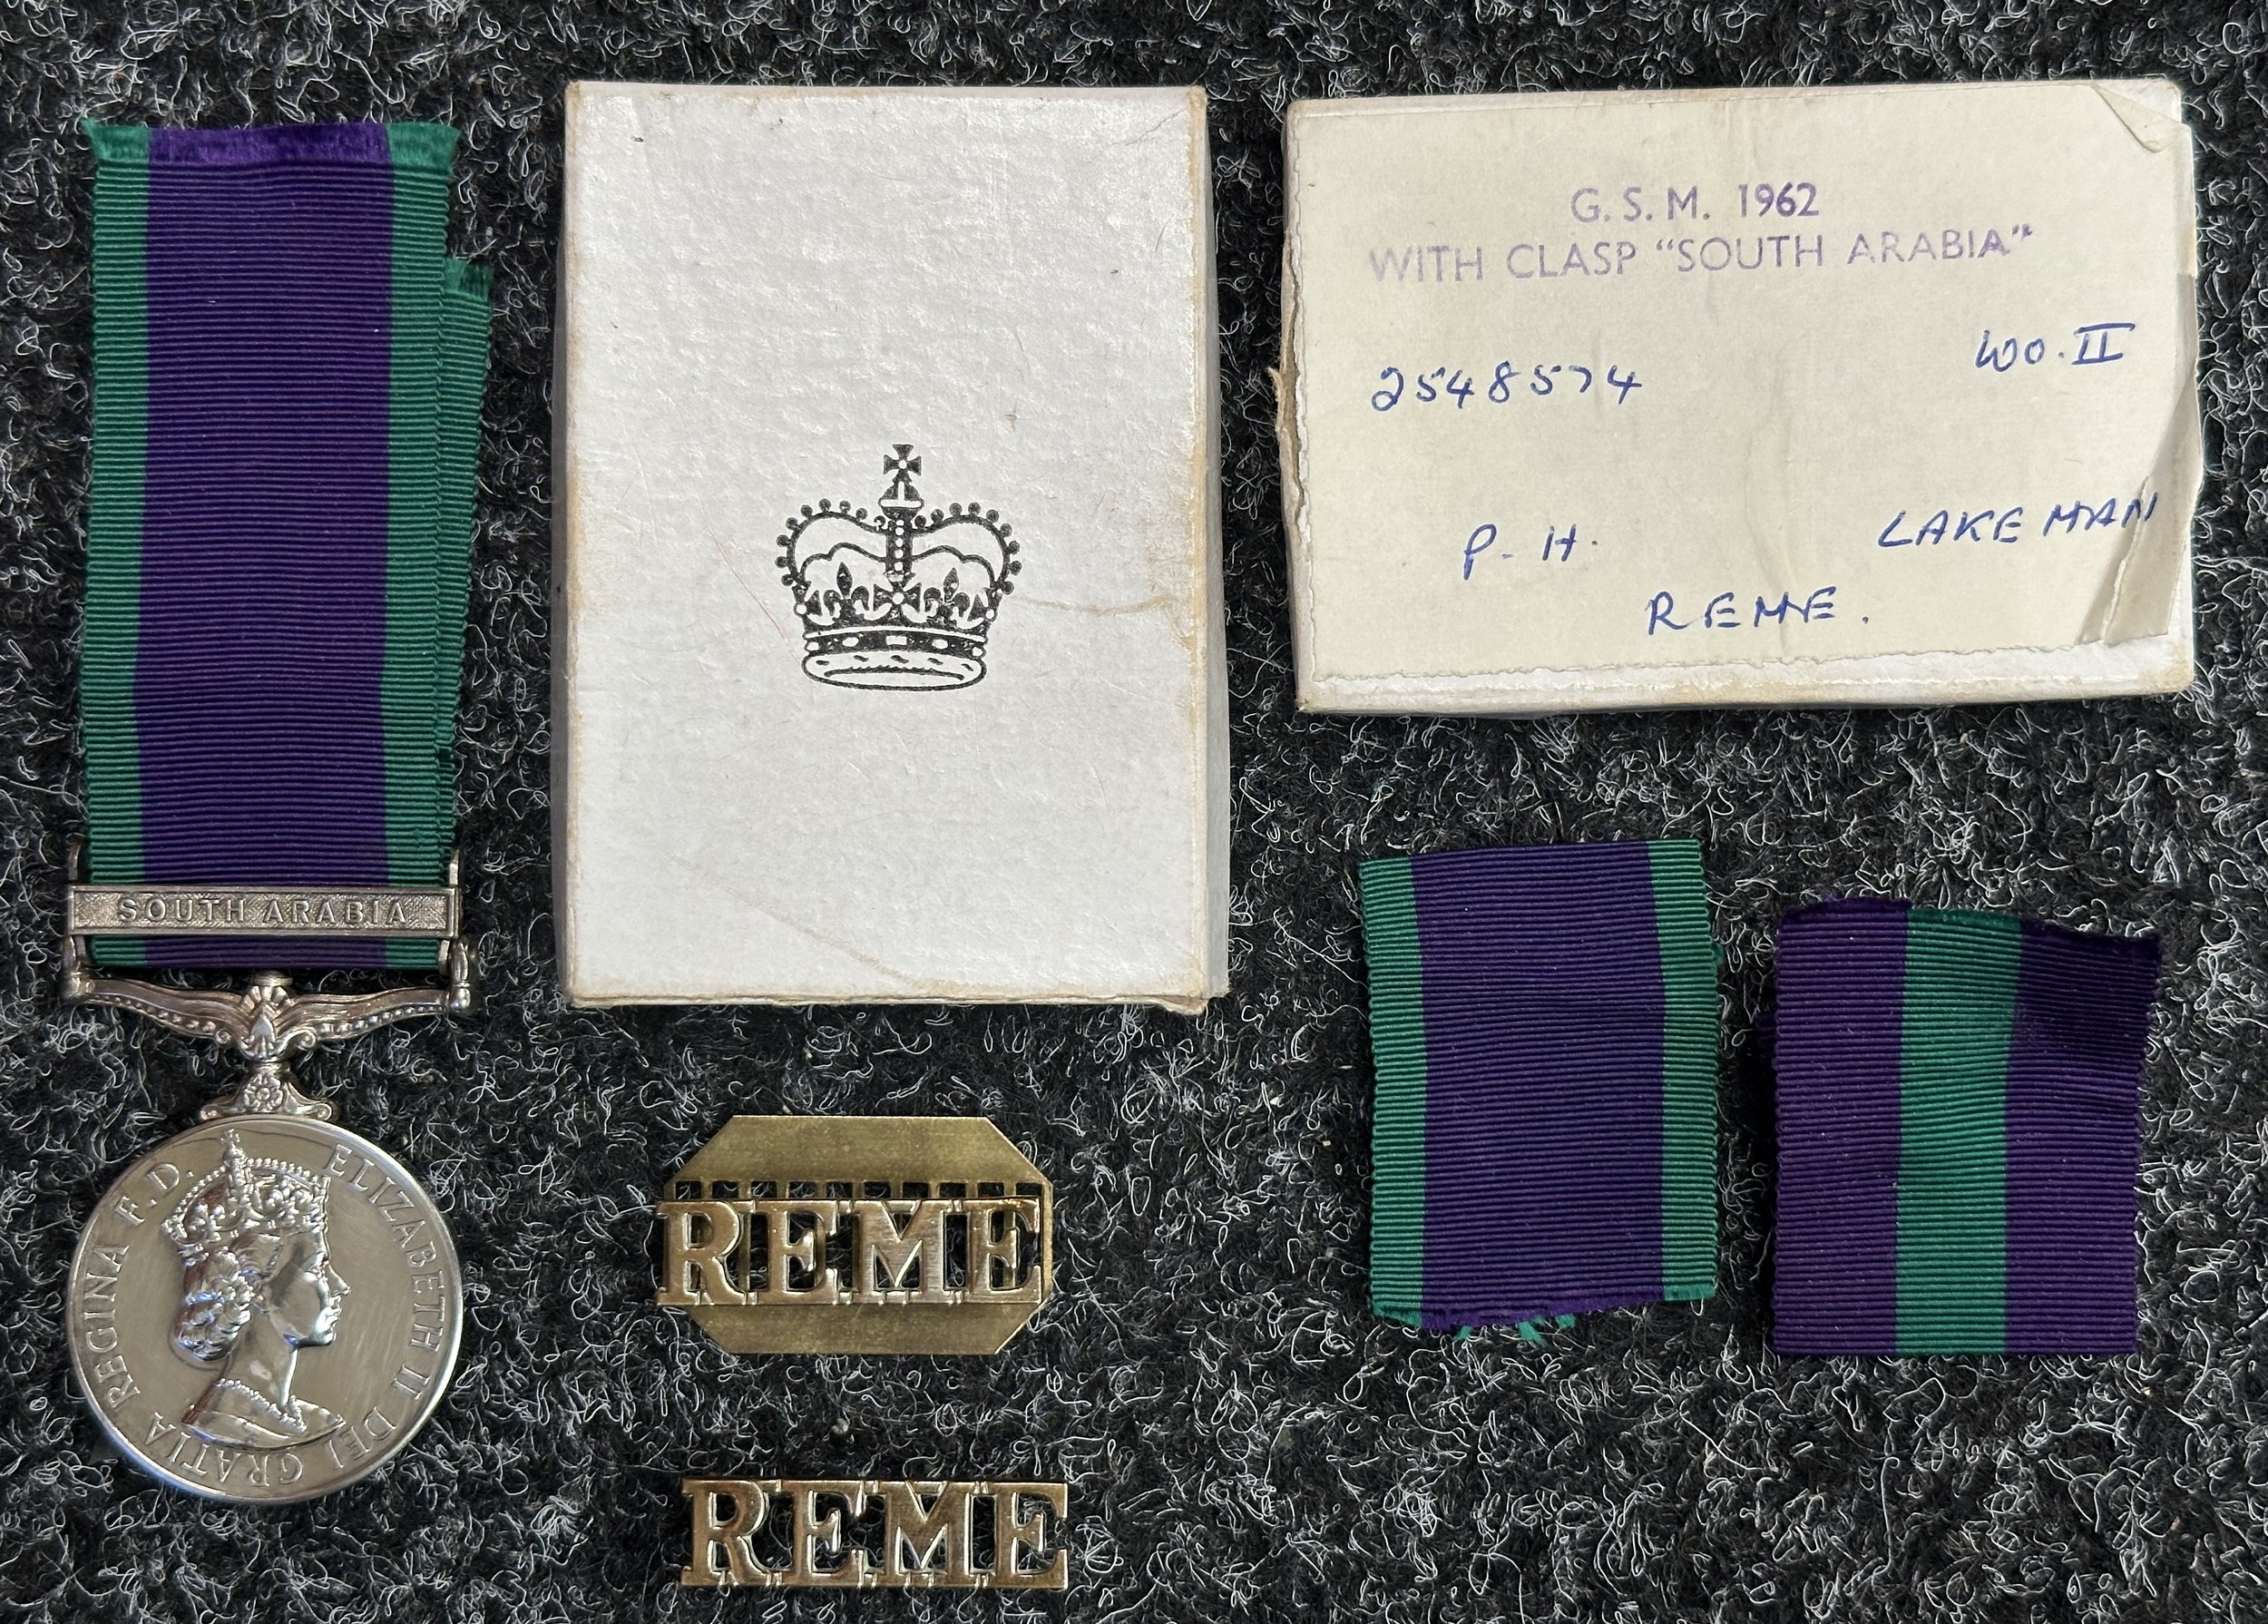 G. S. M. 1962
WITH CLASP “SOUTH ARABIA”
2548574 WO. II
P. H. LAKEMAN
REME.
SOUTH ARABIA
ELIZABETH II DEI GRATIA REGINA F. D.
REME
REME